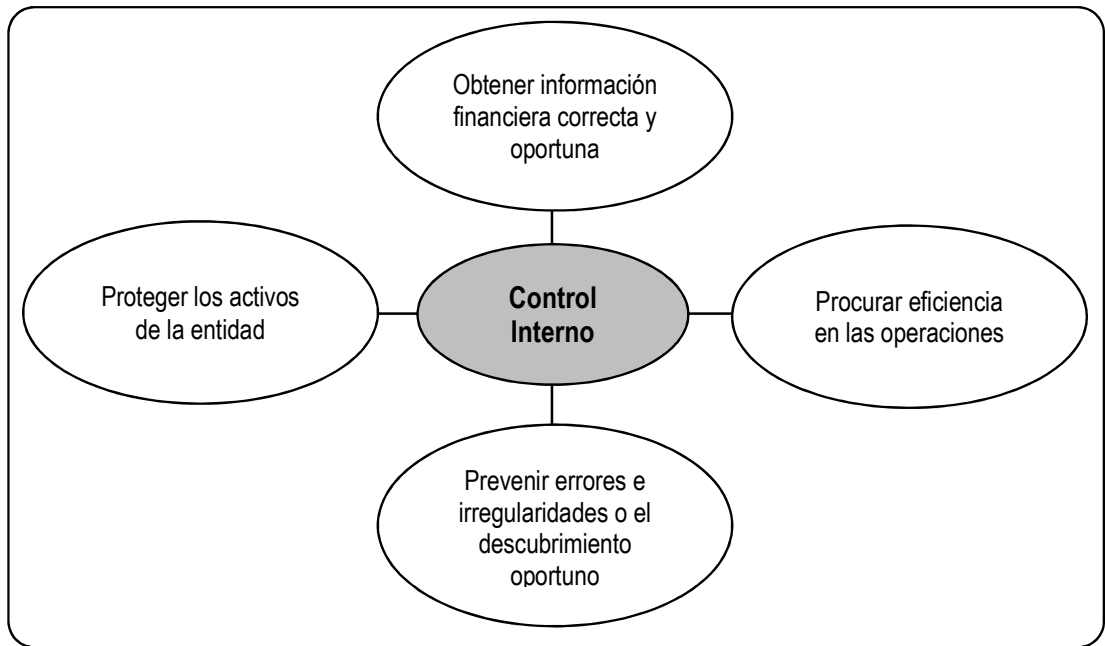 Obtener información
financiera correcta y
oportuna
Proteger los activos
de la entidad
Control
Interno
Procurar eficiencia
en las operaciones
Prevenir errores e
irregularidades o el
descubrimiento
oportuno